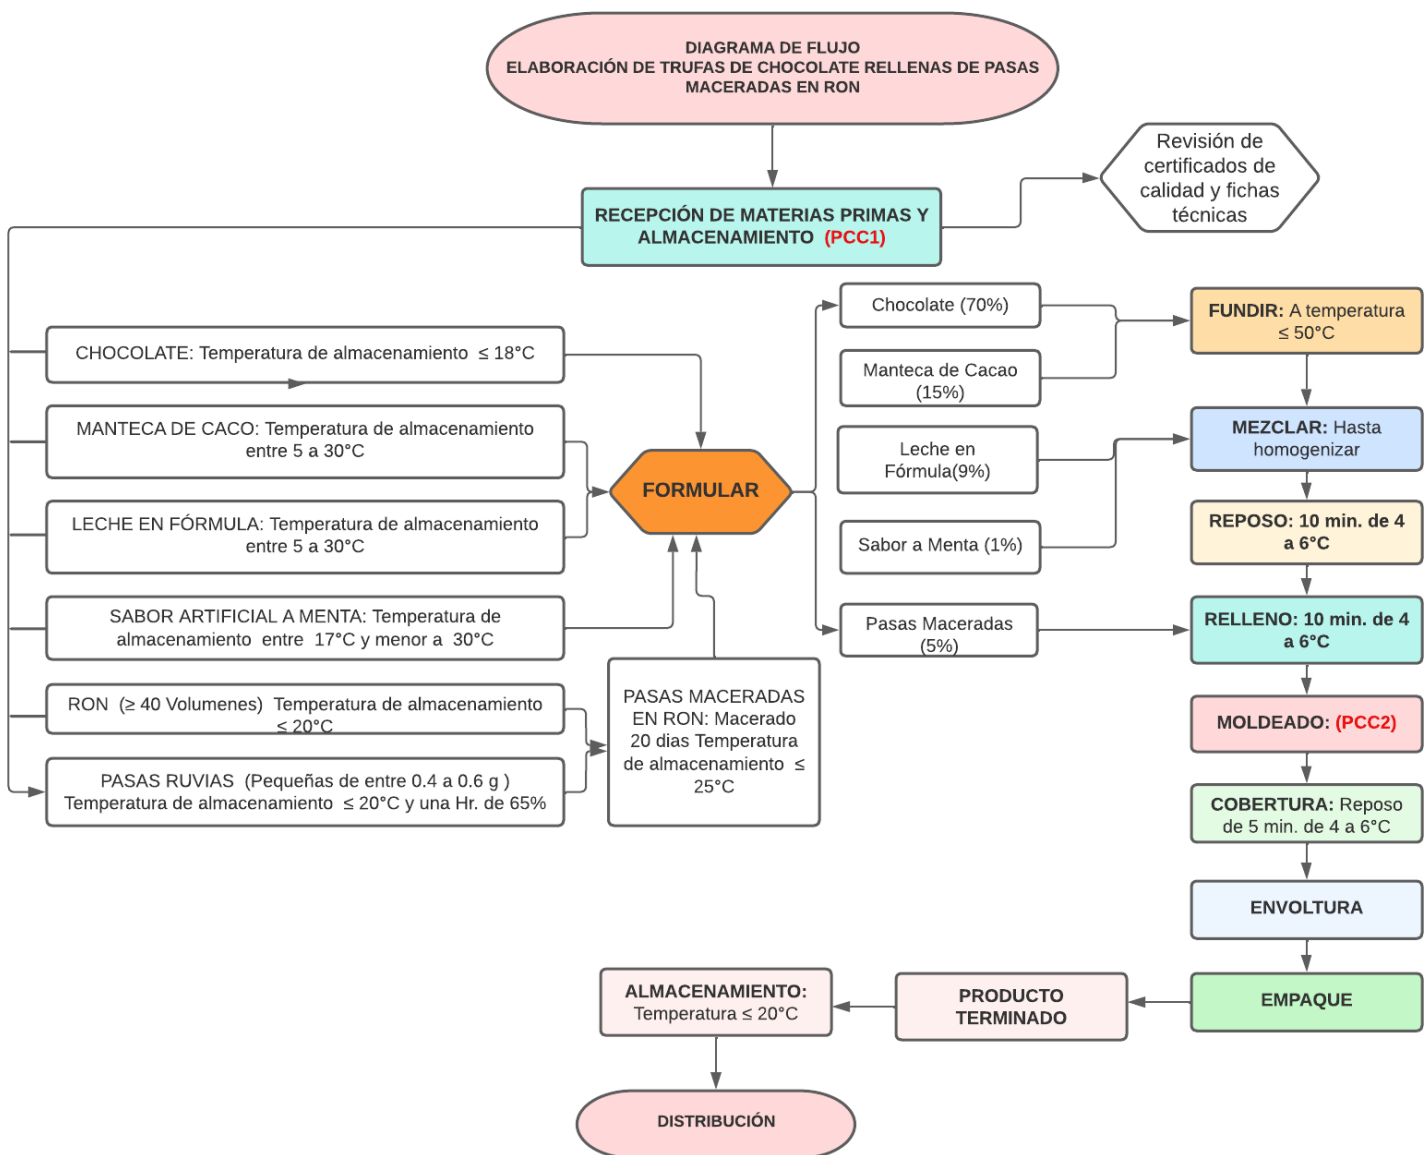 DIAGRAMA DE FLUJO
ELABORACIÓN DE TRUFAS DE CHOCOLATE RELLENAS DE PASAS
MACERADAS EN RON
Revisión de
certificados de
calidad y fichas
técnicas
RECEPCIÓN DE MATERIAS PRIMAS Y
ALMACENAMIENTO (PCC1)
CHOCOLATE: Temperatura de almacenamiento ≤ 18°C
MANTECA DE CACO: Temperatura de almacenamiento
entre 5 a 30°C
LECHE EN FÓRMULA: Temperatura de almacenamiento
entre 5 a 30°C
SABOR ARTIFICIAL A MENTA: Temperatura de
almacenamiento entre 17°C y menor a 30°C
RON (≥ 40 Volumenes) Temperatura de almacenamiento
≤ 20°C
PASAS RUVIAS (Pequeñas de entre 0.4 a 0.6 g )
Temperatura de almacenamiento ≤ 20°C y una Hr. de 65%
PASAS MACERADAS
EN RON: Macerado
20 dias Temperatura
de almacenamiento ≤
25°C
FORMULAR
Chocolate (70%)
Manteca de Cacao
(15%)
Leche en
Fórmula(9%)
Sabor a Menta (1%)
Pasas Maceradas
(5%)
FUNDIR: A temperatura
≤ 50°C
MEZCLAR: Hasta
homogenizar
REPOSO: 10 min. de 4
a 6°C
RELLENO: 10 min. de 4
a 6°C
MOLDEADO: (PCC2)
COBERTURA: Reposo
de 5 min. de 4 a 6°C
ENVOLTURA
EMPAQUE
PRODUCTO
TERMINADO
ALMACENAMIENTO:
Temperatura ≤ 20°C
DISTRIBUCIÓN